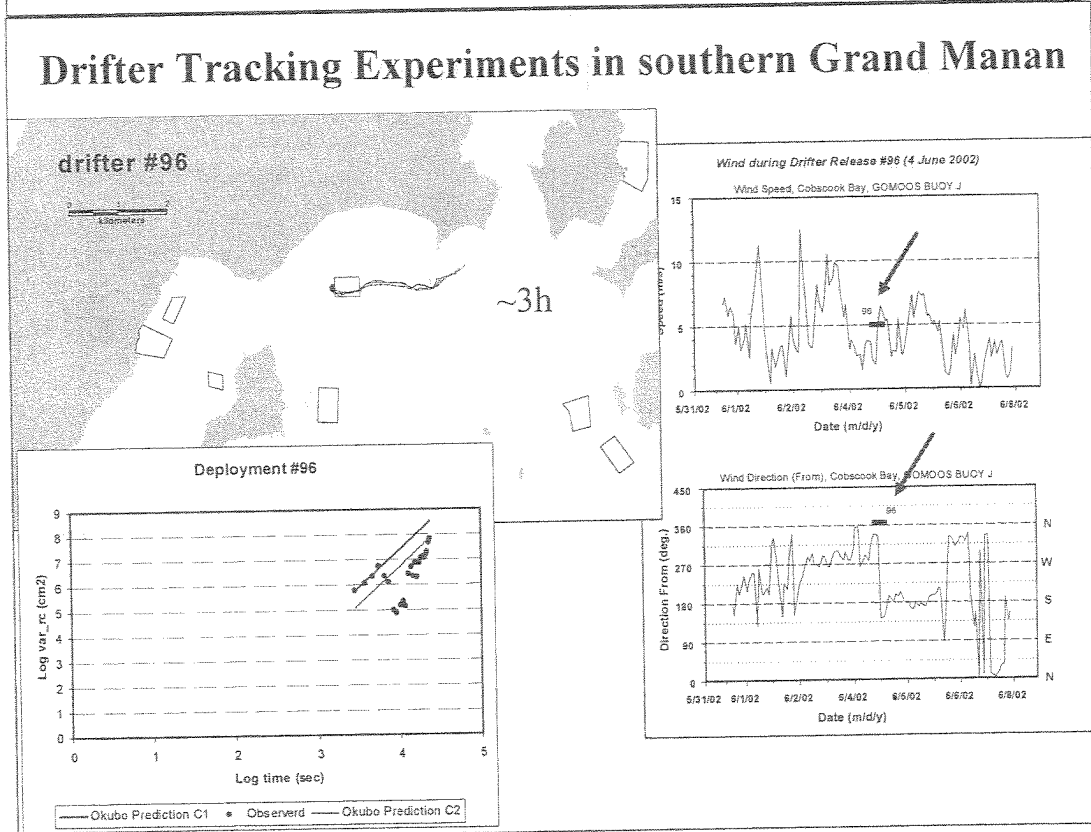 Drifter Tracking Experiments in southern Grand Manan
drifter #96
kilometers
~3h
Wind during Drifter Release #96 (4 June 2002)
Wind Speed, Cobscook Bay, GOMOOS BUOY J
15
10
5
0
96
5/31/02 6/1/02 6/2/02 6/4/02 6/5/02 6/6/02 6/8/02
Date (m/d/y)
Wind Direction (From), Cobscook Bay, GOMOOS BUOY J
Direction From (deg.)
450
360
270
180
90
0
96
N
W
S
E
N
5/31/02 6/1/02 6/2/02 6/4/02 6/5/02 6/6/02 6/8/02
Date (m/d/y)
Deployment #96
Log var_rc (cm2)
9
8
7
6
5
4
3
2
1
0
0 1 2 3 4 5
Log time (sec)
Okubo Prediction C1 Observerd Okubo Prediction C2